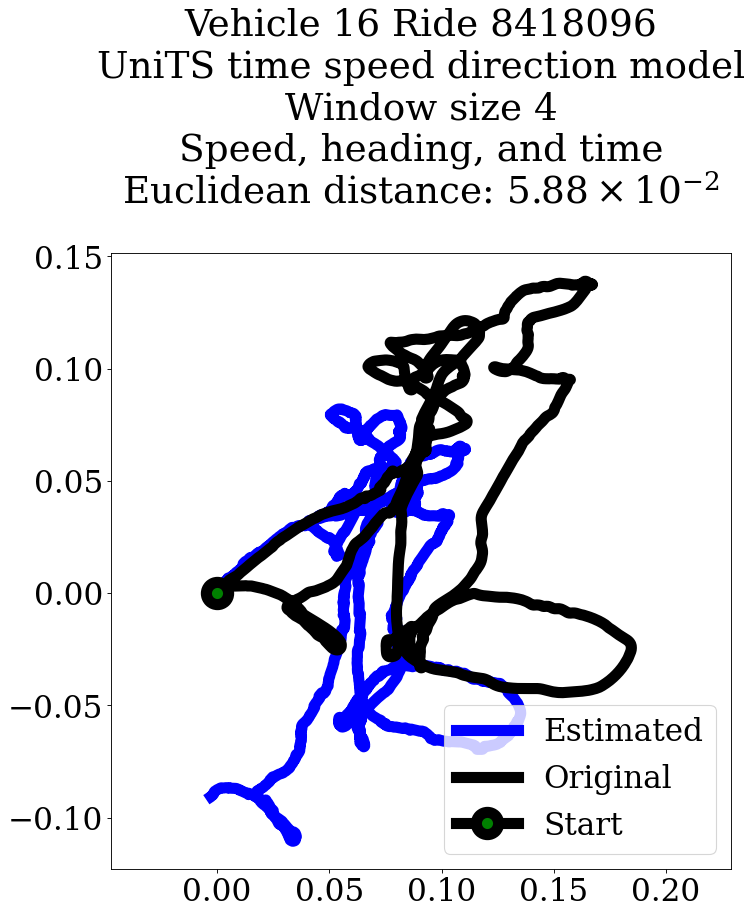 Vehicle 16 Ride 8418096
UniTS time speed direction model
Window size 4
Speed, heading, and time
Euclidean distance: 5.88 × 10⁻²
0.15
0.10
0.05
0.00
−0.05
−0.10
Estimated
Original
Start
0.00 0.05 0.10 0.15 0.20